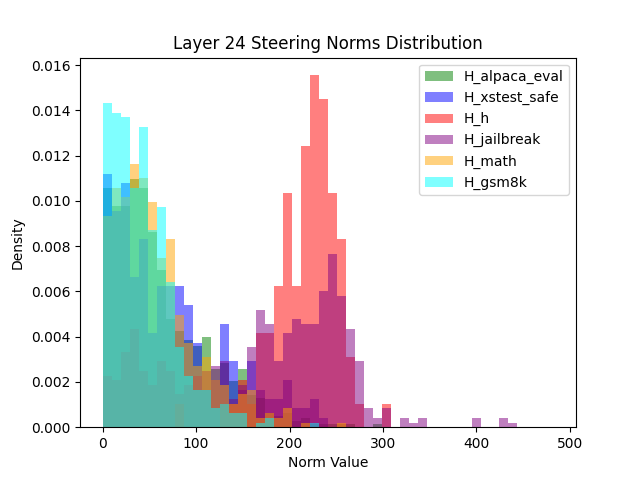 Layer 24 Steering Norms Distribution
Density
0.016
0.014
0.012
0.010
0.008
0.006
0.004
0.002
0.000
H_alpaca_eval
H_xstest_safe
H_h
H_jailbreak
H_math
H_gsm8k
0 100 200 300 400 500
Norm Value